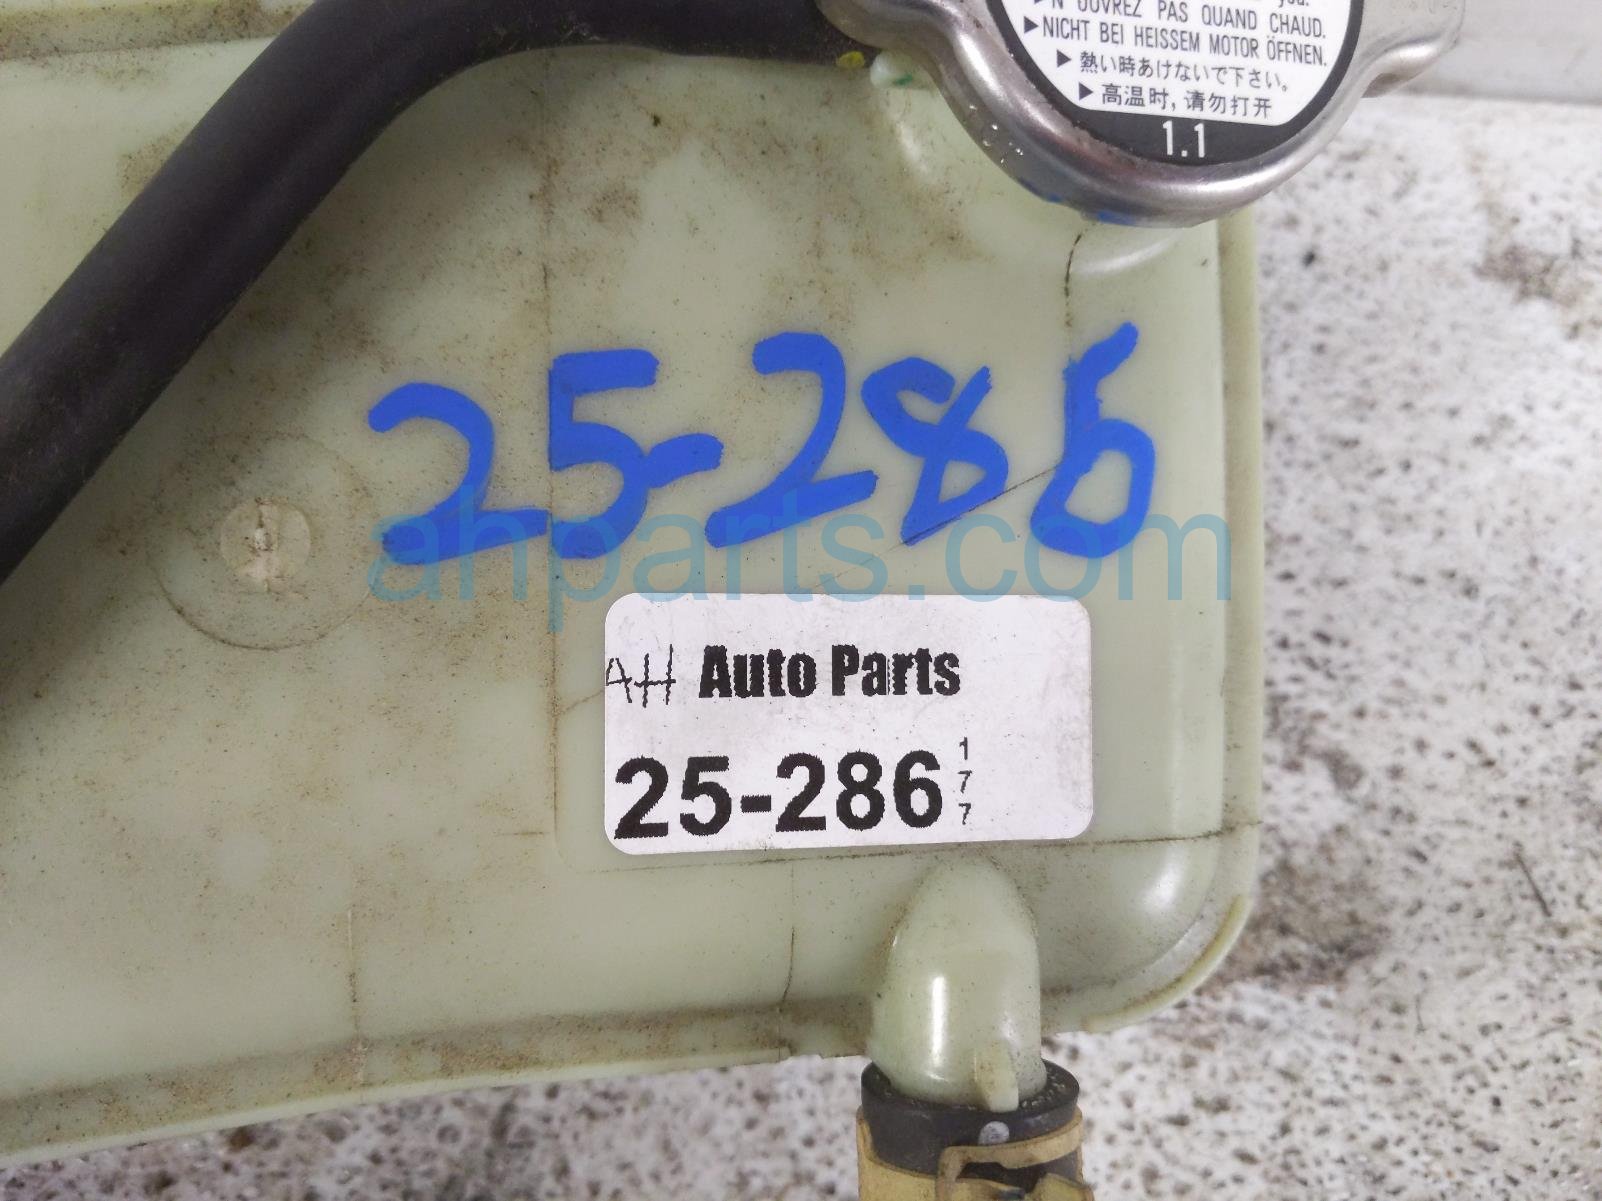 you.
▶N'OUVREZ PAS QUAND CHAUD.
▶NICHT BEI HEISSEM MOTOR ÖFFNEN.
▶熱い時あけないで下さい。
▶高温时,请勿打开
1.1
25-286
ahparts.com
AH Auto Parts
25-286 177